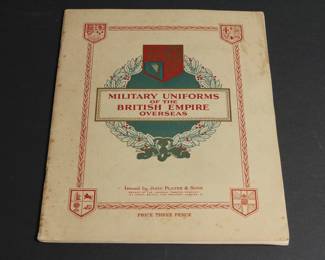 MILITARY UNIFORMS
OF THE
BRITISH EMPIRE
OVERSEAS
Issued by JOHN PLAYER & SONS
PRICE THREE PENCE